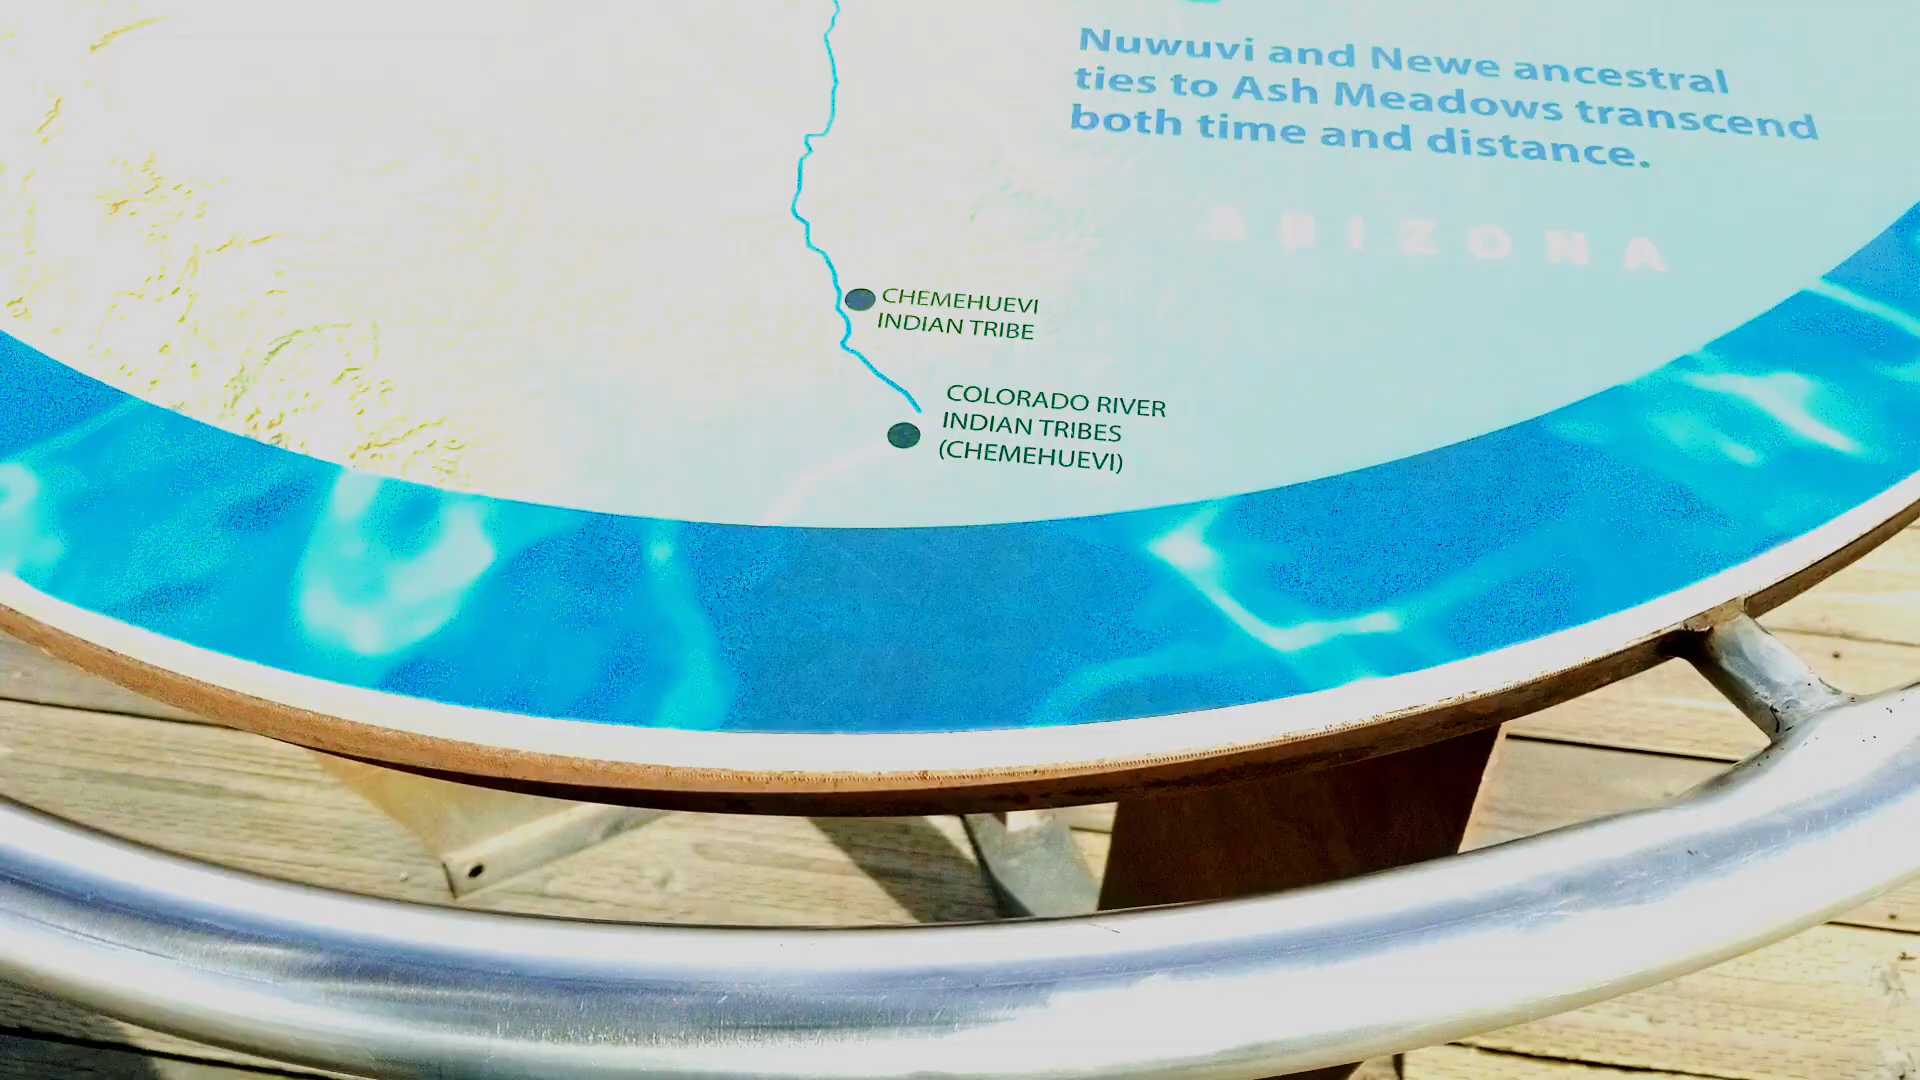 Nuwuvi and Newe ancestral
ties to Ash Meadows transcend
both time and distance.
ARIZONA
CHEMEHUEVI
INDIAN TRIBE
COLORADO RIVER
INDIAN TRIBES
(CHEMEHUEVI)